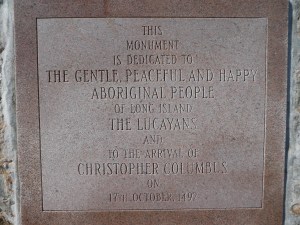 THIS
MONUMENT
IS DEDICATED TO
THE GENTLE, PEACEFUL AND HAPPY
ABORIGINAL PEOPLE
OF LONG ISLAND
THE LUCAYANS
AND
TO THE ARRIVAL OF
CHRISTOPHER COLUMBUS
ON
17TH OCTOBER, 1492